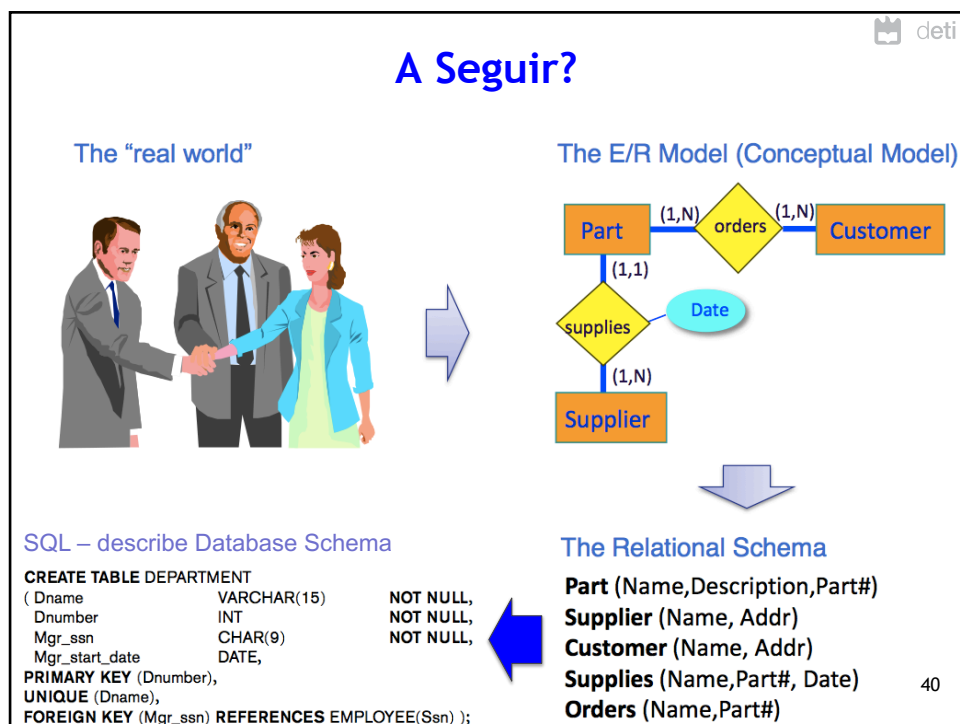 deti
A Seguir?
The “real world”
The E/R Model (Conceptual Model)
Part
(1,N)
orders
(1,N)
Customer
(1,1)
supplies
Date
(1,N)
Supplier
SQL – describe Database Schema
CREATE TABLE DEPARTMENT
( Dname VARCHAR(15) NOT NULL,
Dnumber INT NOT NULL,
Mgr_ssn CHAR(9) NOT NULL,
Mgr_start_date DATE,
PRIMARY KEY (Dnumber),
UNIQUE (Dname),
FOREIGN KEY (Mgr_ssn) REFERENCES EMPLOYEE(Ssn) );
The Relational Schema
Part (Name,Description,Part#)
Supplier (Name, Addr)
Customer (Name, Addr)
Supplies (Name,Part#, Date)
Orders (Name,Part#)
40